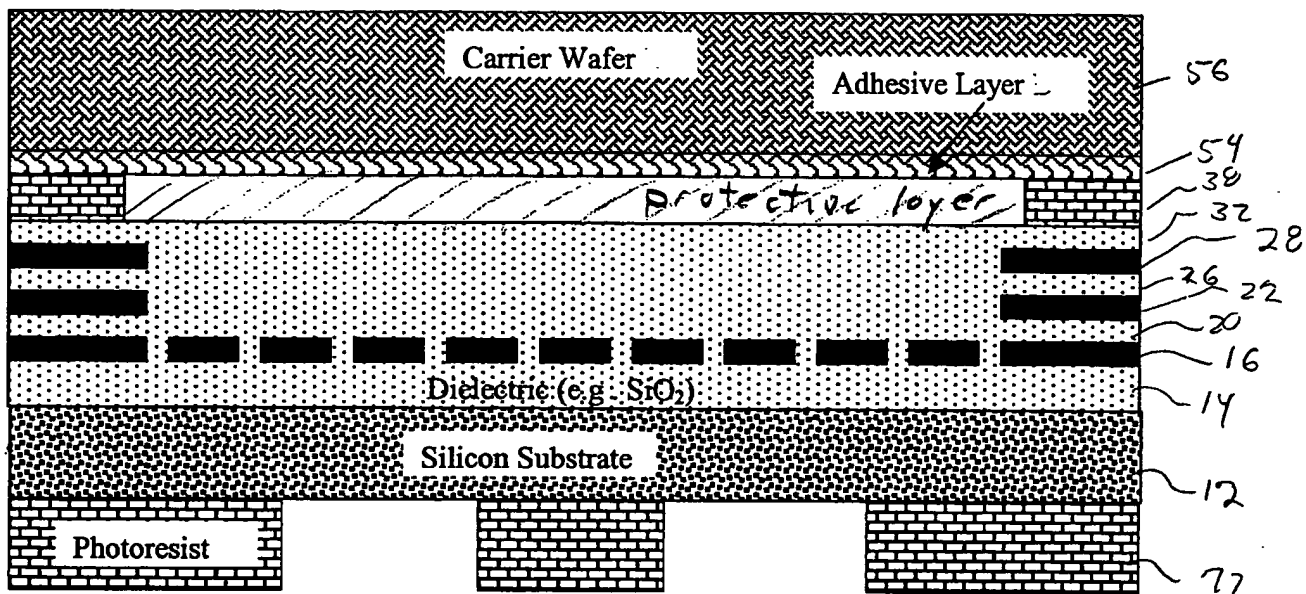 Carrier Wafer
Adhesive Layer
56
54
38
protective layer
32
28
26
22
20
16
Dielectric (e.g. SiO₂)
14
Silicon Substrate
12
Photoresist
77